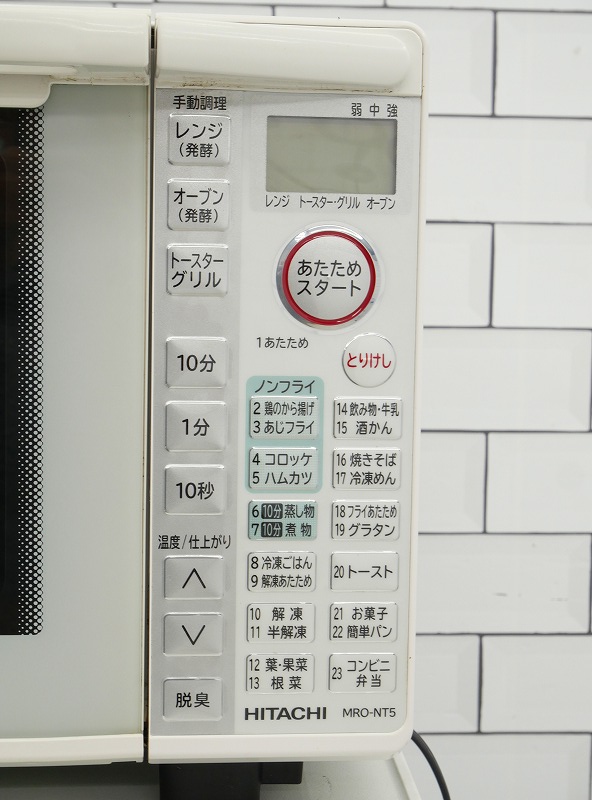 手動調理
弱 中 強
レンジ
(発酵)
レンジ トースター・グリル オーブン
オーブン
(発酵)
トースター
グリル
あたため
スタート
1あたため
とりけし
10分
1分
10秒
温度/仕上がり
脱臭
ノンフライ
2 鶏のから揚げ
3 あじフライ
14 飲み物・牛乳
15 酒かん
4 コロッケ
5 ハムカツ
16 焼きそば
17 冷凍めん
6 10分 蒸し物
7 10分 煮物
18 フライあたため
19 グラタン
8 冷凍ごはん
9 解凍あたため
20 トースト
10 解凍
11 半解凍
21 お菓子
22 簡単パン
12 葉・果菜
13 根菜
23 コンビニ
弁当
HITACHI MRO-NT5